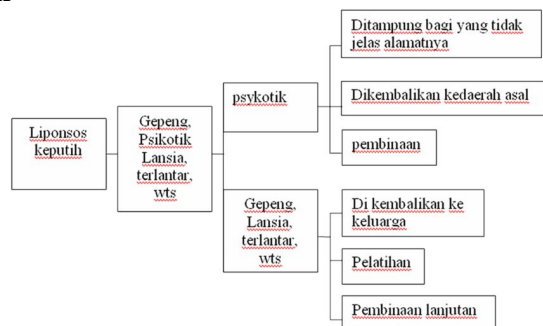 Liponsos
keputih
Gepeng,
Psikotik
Lansia,
terlantar,
wts
psykotik
Ditampung bagi yang tidak
jelas alamatnya
Dikembalikan kedaerah asal
pembinaan
Gepeng,
Lansia,
terlantar,
wts
Di kembalikan ke
keluarga
Pelatihan
Pembinaan lanjutan